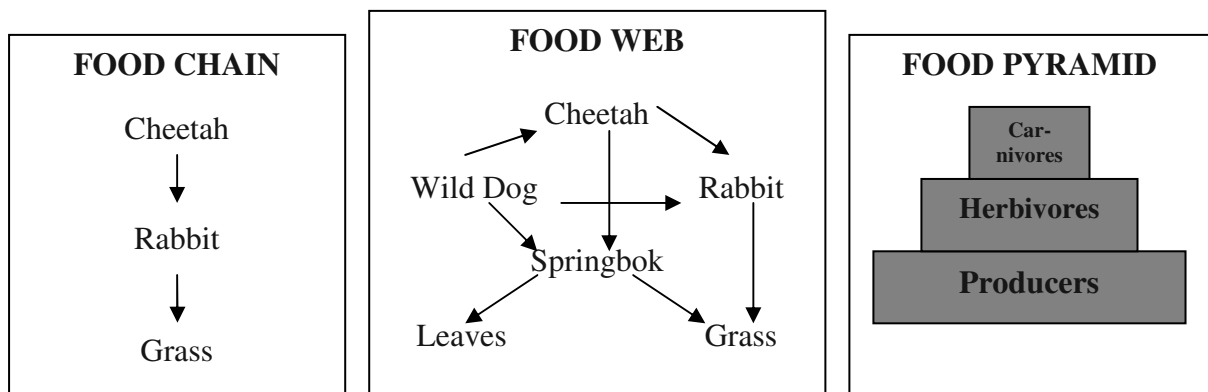 FOOD CHAIN
Cheetah
Rabbit
Grass
FOOD WEB
Cheetah
Wild Dog
Rabbit
Springbok
Leaves
Grass
FOOD PYRAMID
Car-
nivores
Herbivores
Producers